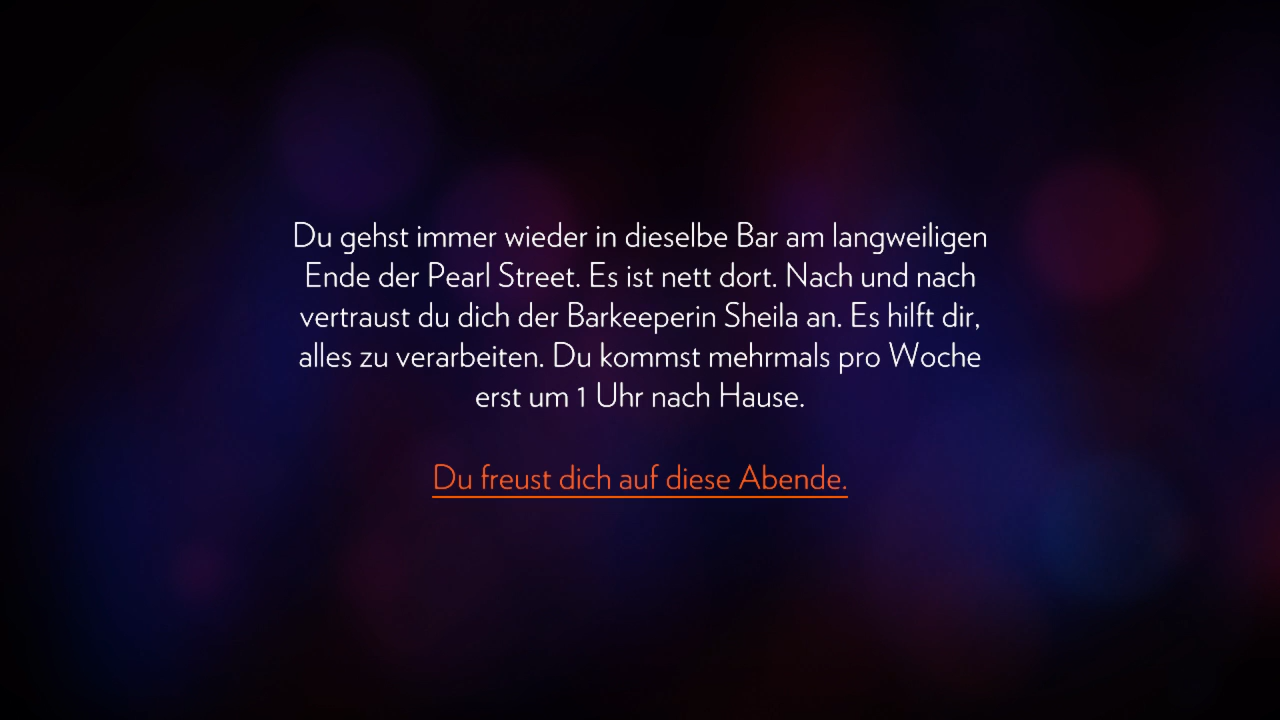 Du gehst immer wieder in dieselbe Bar am langweiligen
Ende der Pearl Street. Es ist nett dort. Nach und nach
vertraust du dich der Barkeeperin Sheila an. Es hilft dir,
alles zu verarbeiten. Du kommst mehrmals pro Woche
erst um 1 Uhr nach Hause.
Du freust dich auf diese Abende.